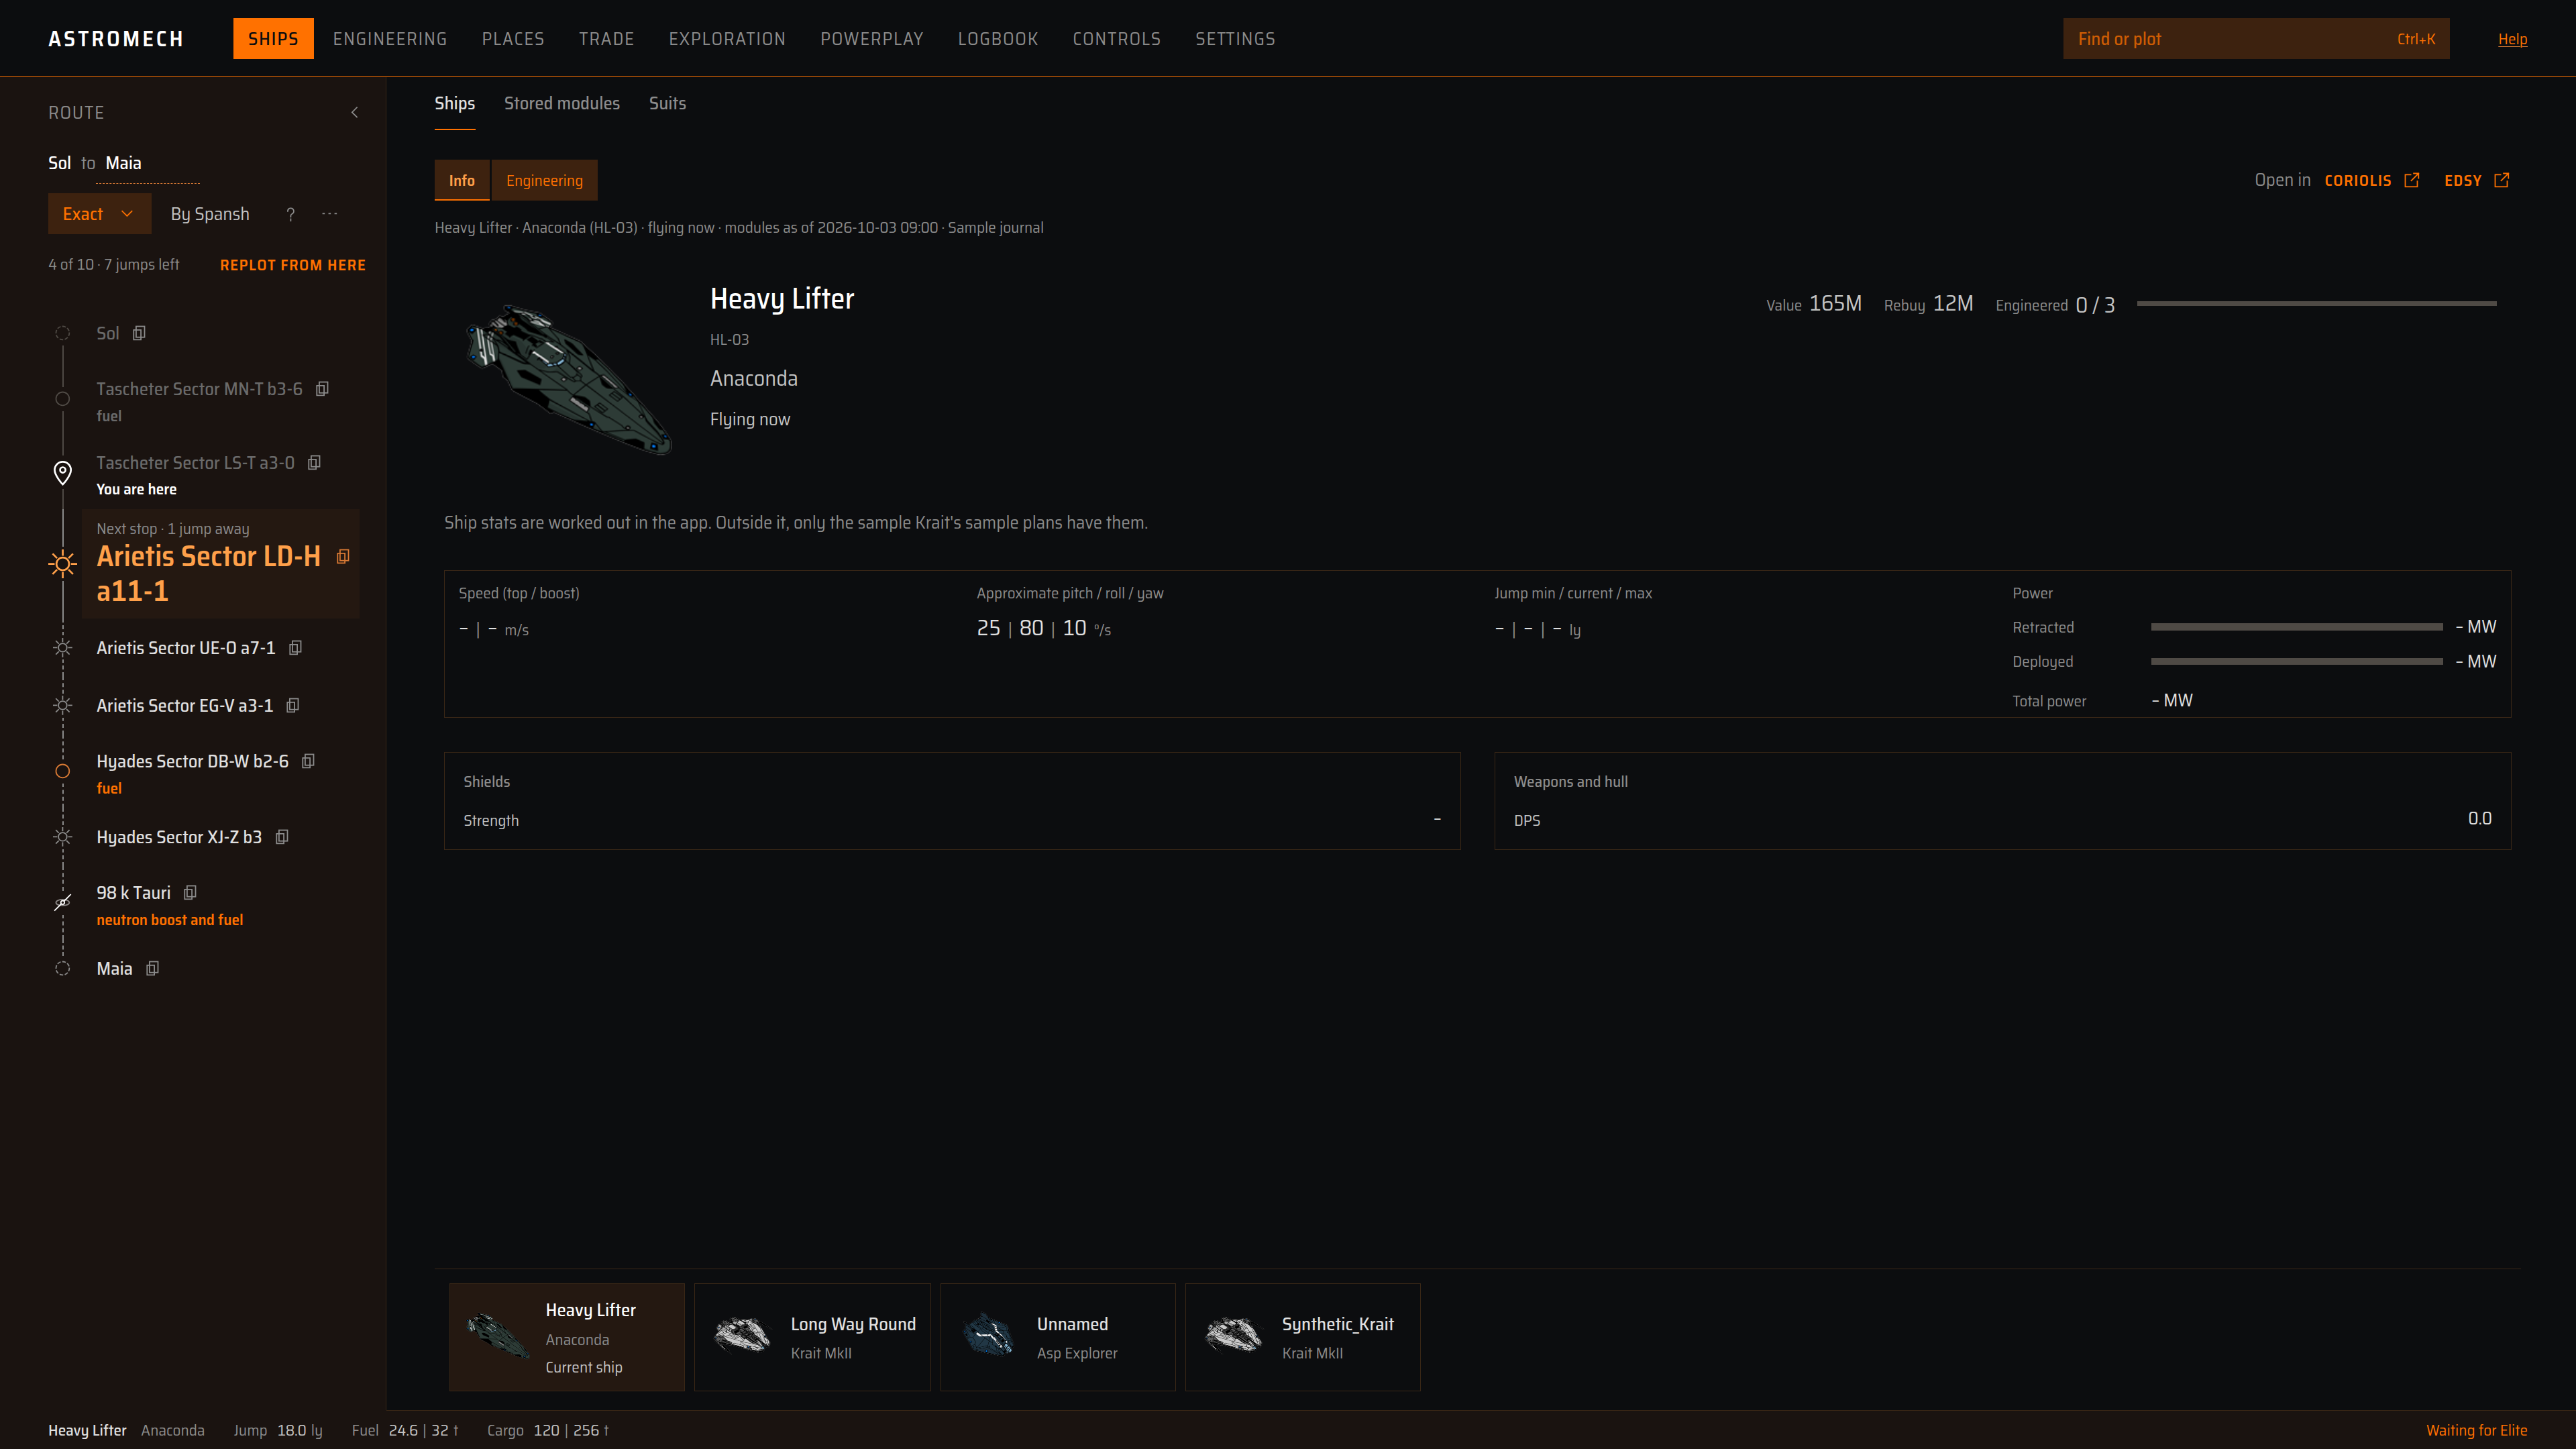 ASTROMECH
SHIPS ENGINEERING PLACES TRADE EXPLORATION POWERPLAY LOGBOOK CONTROLS SETTINGS
Find or plot Ctrl+K
Help
ROUTE
Sol to Maia
Exact By Spansh ? ···
4 of 10 · 7 jumps left REPLOT FROM HERE
Sol
Tascheter Sector MN-T b3-6
fuel
Tascheter Sector LS-T a3-0
You are here
Next stop · 1 jump away
Arietis Sector LD-H
a11-1
Arietis Sector UE-O a7-1
Arietis Sector EG-V a3-1
Hyades Sector DB-W b2-6
fuel
Hyades Sector XJ-Z b3
98 k Tauri
neutron boost and fuel
Maia
Ships Stored modules Suits
Info Engineering
Open in CORIOLIS EDSY
Heavy Lifter · Anaconda (HL-03) · flying now · modules as of 2026-10-03 09:00 · Sample journal
Heavy Lifter
HL-03
Anaconda
Flying now
Value 165M Rebuy 12M Engineered 0 / 3
Ship stats are worked out in the app. Outside it, only the sample Krait's sample plans have them.
Speed (top / boost)
– | – m/s
Approximate pitch / roll / yaw
25 | 80 | 10 °/s
Jump min / current / max
– | – | – ly
Power
Retracted – MW
Deployed – MW
Total power – MW
Shields
Strength –
Weapons and hull
DPS 0.0
Heavy Lifter
Anaconda
Current ship
Long Way Round
Krait MkII
Unnamed
Asp Explorer
Synthetic_Krait
Krait MkII
Heavy Lifter Anaconda Jump 18.0 ly Fuel 24.6 | 32 t Cargo 120 | 256 t
Waiting for Elite